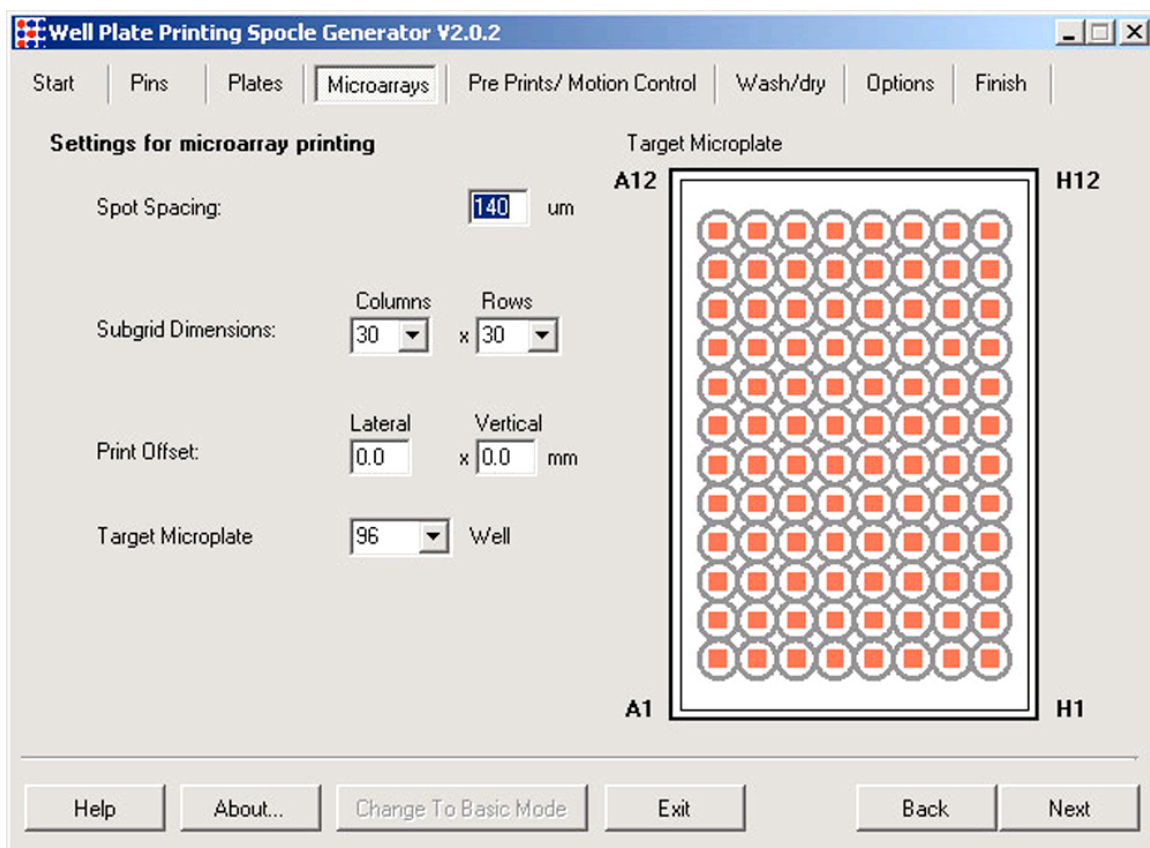 Well Plate Printing Spocle Generator V2.0.2
Start Pins Plates Microarrays Pre Prints/ Motion Control Wash/dry Options Finish
Settings for microarray printing
Target Microplate
A12 H12
Spot Spacing: 140 um
Columns Rows
Subgrid Dimensions: 30 x 30
Lateral Vertical
Print Offset: 0.0 x 0.0 mm
Target Microplate 96 Well
A1 H1
Help About... Change To Basic Mode Exit Back Next